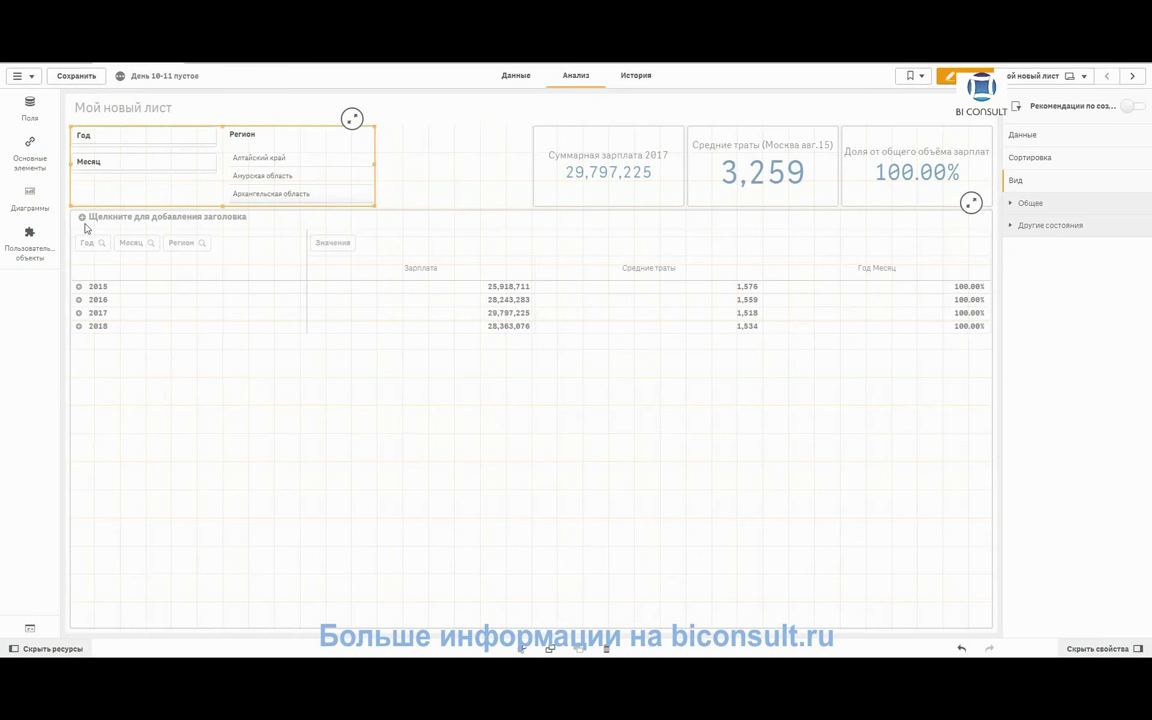 Сохранить
День 10-11 пустое
Данные
Анализ
История
ой новый лист
BI CONSULT
Поля
Основные
элементы
Диаграммы
Пользователь...
объекты
Мой новый лист
Год
Месяц
Регион
Алтайский край
Амурская область
Архангельская область
Суммарная зарплата 2017
29,797,225
Средние траты (Москва авг.15)
3,259
Доля от общего объёма зарплат
100.00%
Рекомендации по соз...
Данные
Сортировка
Вид
Общее
Другие состояния
Щелкните для добавления заголовка
Год Месяц Регион Значения
Зарплата Средние траты Год Месяц
2015 25,918,711 1,576 100.00%
2016 28,243,283 1,559 100.00%
2017 29,797,225 1,518 100.00%
2018 28,363,076 1,534 100.00%
Больше информации на biconsult.ru
Скрыть ресурсы
Скрыть свойства